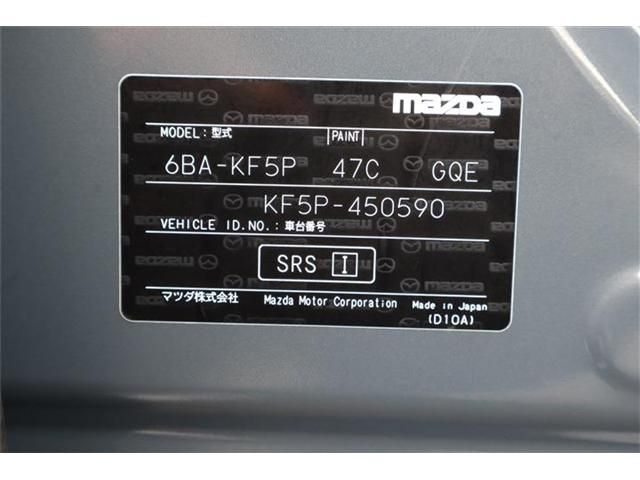 mazda
MODEL: 型式 PAINT
6BA-KF5P 47C GQE
KF5P-450590
VEHICLE ID.NO.: 車台番号
SRS I
マツダ株式会社 Mazda Motor Corporation Made in Japan
(D10A)